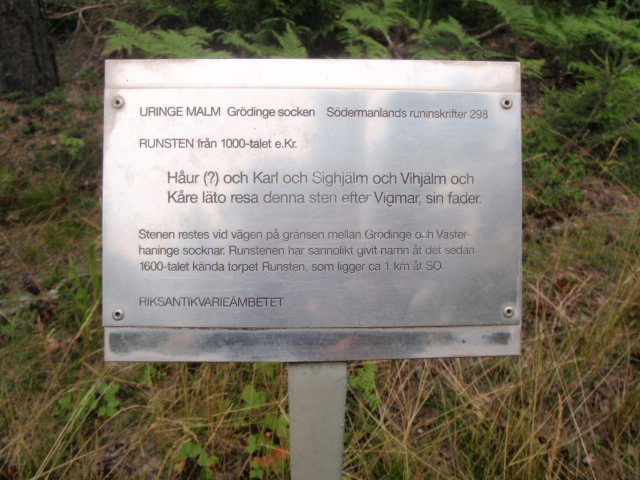 URINGE MALM Grödinge socken Södermanlands runinskrifter 298
RUNSTEN från 1000-talet e.Kr.
Håur (?) och Karl och Sighjälm och Vihjälm och
Kåre läto resa denna sten efter Vigmar, sin fader.
Stenen restes vid vägen på gränsen mellan Grödinge och Väster-
haninge socknar. Runstenen har sannolikt givit namn åt det sedan
1600-talet kända torpet Runsten, som ligger ca 1 km åt SO.
RIKSANTIKVARIEÄMBETET